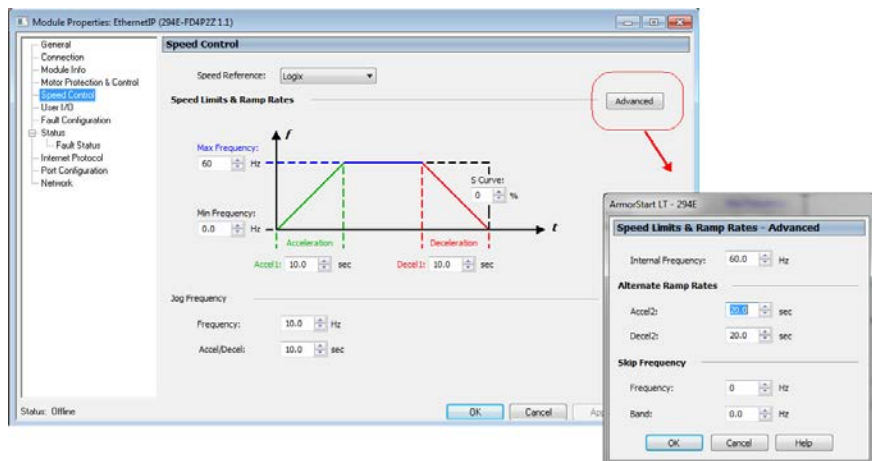 Module Properties: EthernetIP (294E-FD4P2Z 1.1)
General
Connection
Module Info
Motor Protection & Control
Speed Control
User I/O
Fault Configuration
Status
Fault Status
Internet Protocol
Port Configuration
Network
Speed Control
Speed Reference: Logix
Speed Limits & Ramp Rates
Advanced
f
Max Frequency:
60 Hz
S Curve:
0 %
Min Frequency:
0.0 Hz
t
Acceleration
Deceleration
Accel1: 10.0 sec
Decel1: 10.0 sec
Jog Frequency
Frequency: 10.0 Hz
Accel/Decel: 10.0 sec
Status: Offline
OK Cancel
ArmorStart LT - 294E
Speed Limits & Ramp Rates - Advanced
Internal Frequency: 60.0 Hz
Alternate Ramp Rates
Accel2: 20.0 sec
Decel2: 20.0 sec
Skip Frequency
Frequency: 0 Hz
Band: 0.0 Hz
OK Cancel Help